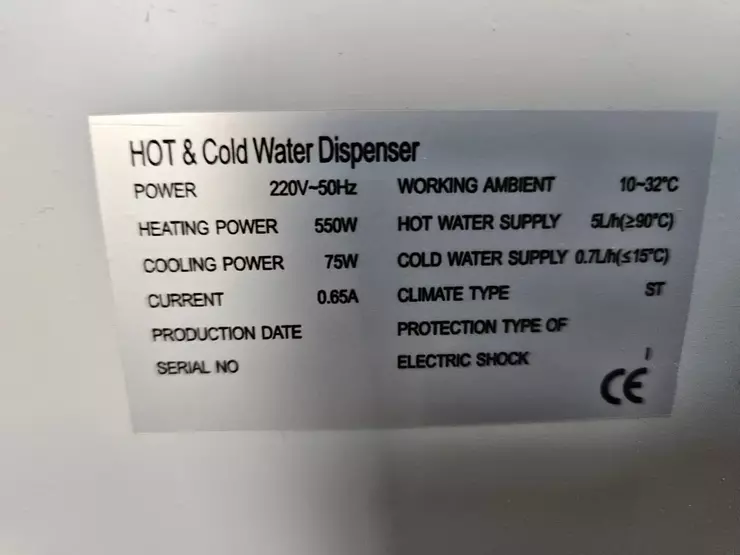 HOT & Cold Water Dispenser
POWER 220V~50Hz
HEATING POWER 550W
COOLING POWER 75W
CURRENT 0.65A
PRODUCTION DATE
SERIAL NO
WORKING AMBIENT 10~32°C
HOT WATER SUPPLY 5L/h(≥90°C)
COLD WATER SUPPLY 0.7L/h(≤15°C)
CLIMATE TYPE ST
PROTECTION TYPE OF
ELECTRIC SHOCK I
CE